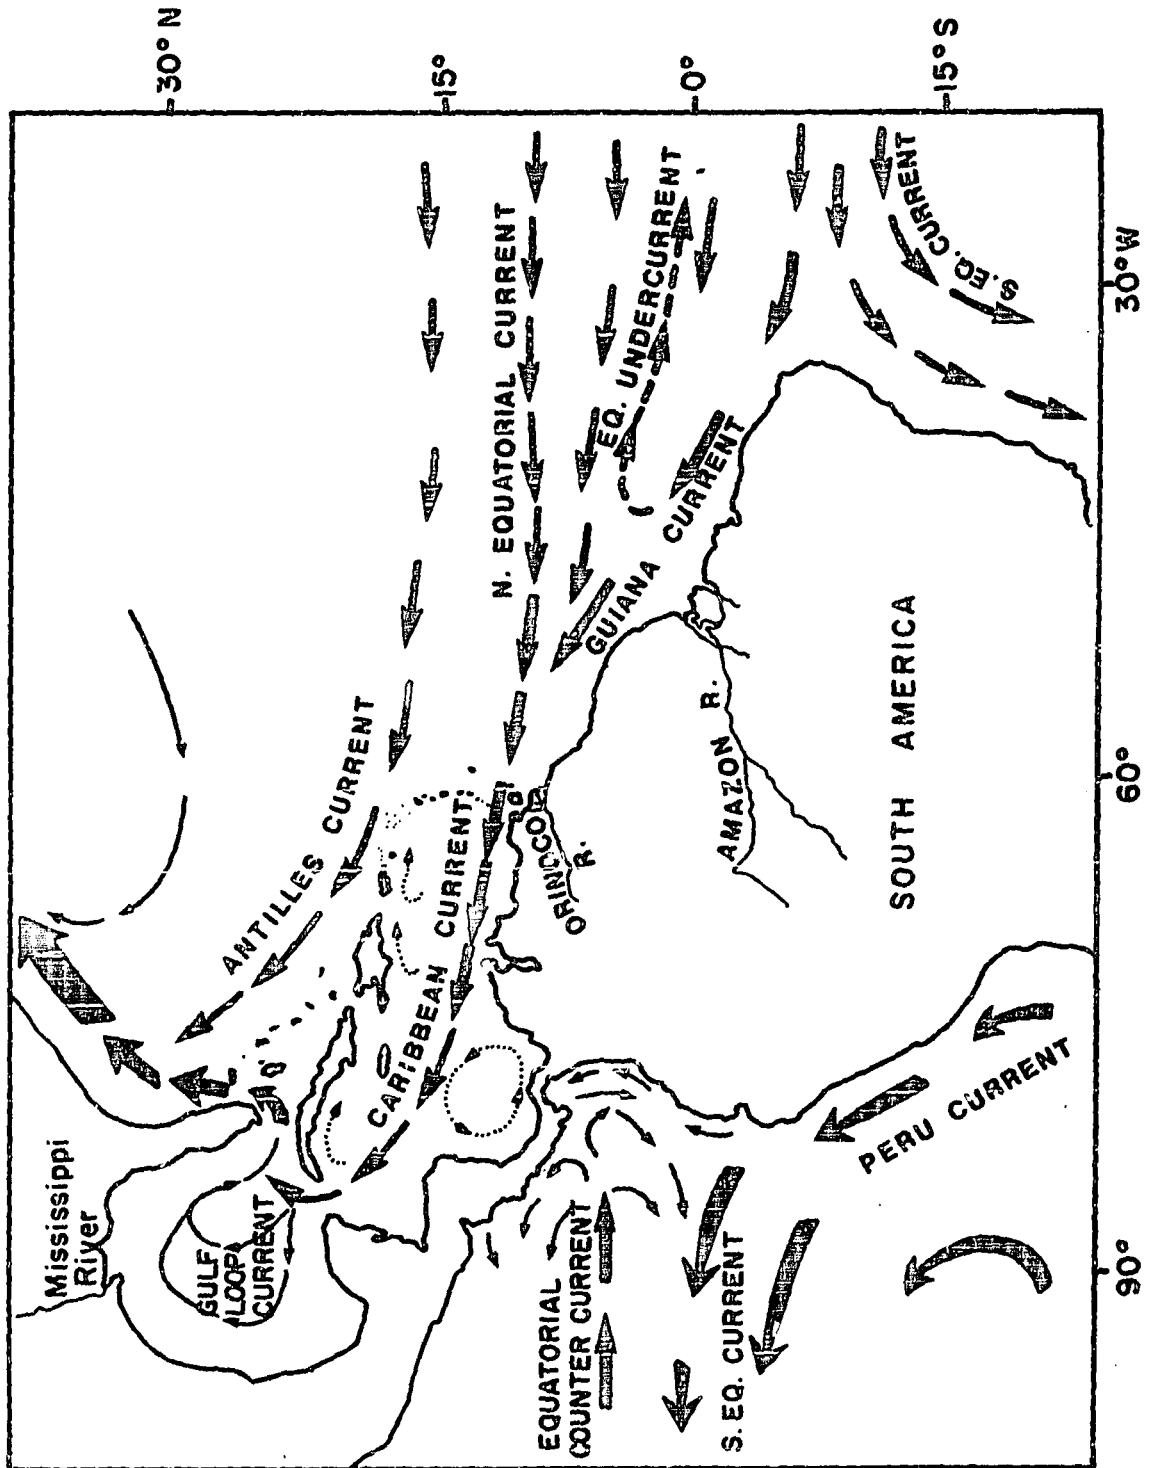 30° N
15°
0°
15° S
30° W
60°
90°
N. EQUATORIAL CURRENT
EQ. UNDERCURRENT
S. EQ. CURRENT
GUIANA CURRENT
ANTILLES CURRENT
CARIBBEAN CURRENT
ORINOCO
R.
AMAZON R.
SOUTH AMERICA
PERU CURRENT
Mississippi
River
GULF
LOOP
CURRENT
EQUATORIAL
COUNTER CURRENT
S. EQ. CURRENT